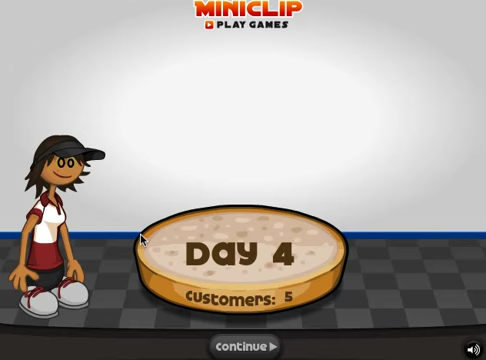 MINICLIP
PLAY GAMES
Day 4
customers: 5
continue